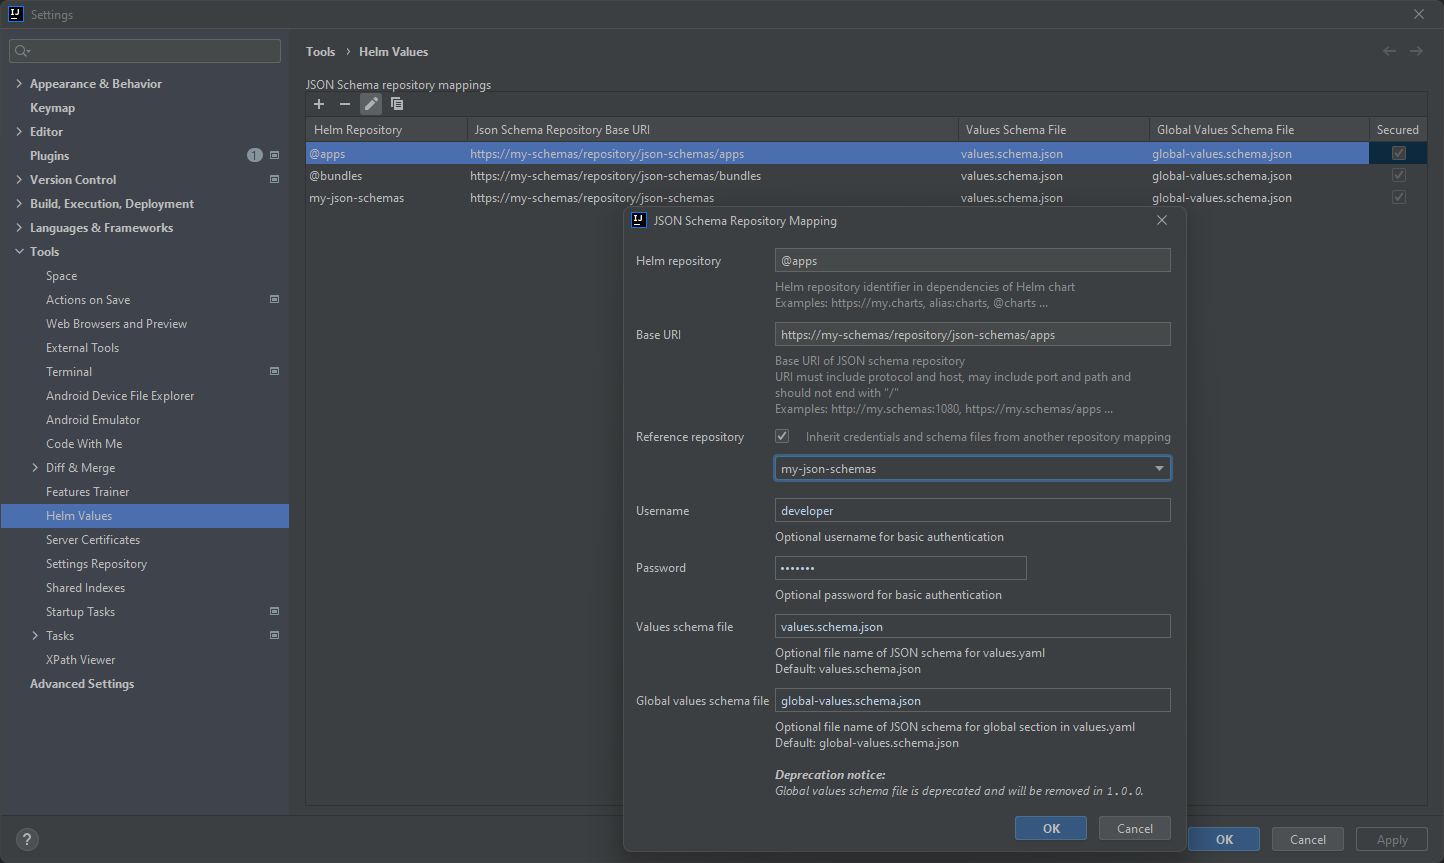 Settings
Appearance & Behavior
Keymap
Editor
Plugins 1
Version Control
Build, Execution, Deployment
Languages & Frameworks
Tools
Space
Actions on Save
Web Browsers and Preview
External Tools
Terminal
Android Device File Explorer
Android Emulator
Code With Me
Diff & Merge
Features Trainer
Helm Values
Server Certificates
Settings Repository
Shared Indexes
Startup Tasks
Tasks
XPath Viewer
Advanced Settings
?
Tools › Helm Values
JSON Schema repository mappings
Helm Repository Json Schema Repository Base URI Values Schema File Global Values Schema File Secured
@apps https://my-schemas/repository/json-schemas/apps values.schema.json global-values.schema.json
@bundles https://my-schemas/repository/json-schemas/bundles values.schema.json global-values.schema.json
my-json-schemas https://my-schemas/repository/json-schemas values.schema.json global-values.schema.json
JSON Schema Repository Mapping
Helm repository @apps
Helm repository identifier in dependencies of Helm chart
Examples: https://my.charts, alias:charts, @charts ...
Base URI https://my-schemas/repository/json-schemas/apps
Base URI of JSON schema repository
URI must include protocol and host, may include port and path and
should not end with "/"
Examples: http://my.schemas:1080, https://my.schemas/apps ...
Reference repository Inherit credentials and schema files from another repository mapping
my-json-schemas
Username developer
Optional username for basic authentication
Password •••••••
Optional password for basic authentication
Values schema file values.schema.json
Optional file name of JSON schema for values.yaml
Default: values.schema.json
Global values schema file global-values.schema.json
Optional file name of JSON schema for global section in values.yaml
Default: global-values.schema.json
Deprecation notice:
Global values schema file is deprecated and will be removed in 1.0.0.
OK Cancel
OK Cancel Apply